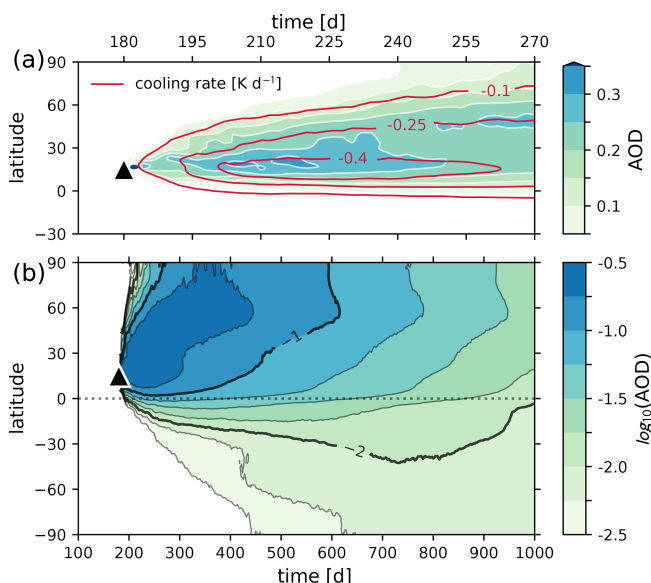 time [d]
180 195 210 225 240 255 270
(a)
90
60
30
0
−30
latitude
cooling rate [K d⁻¹]
-0.1
-0.25
-0.4
0.3
0.2
0.1
AOD
(b)
90
60
30
0
−30
−60
−90
latitude
−1
−2
-0.5
-1.0
-1.5
-2.0
-2.5
log₁₀(AOD)
100 200 300 400 500 600 700 800 900 1000
time [d]